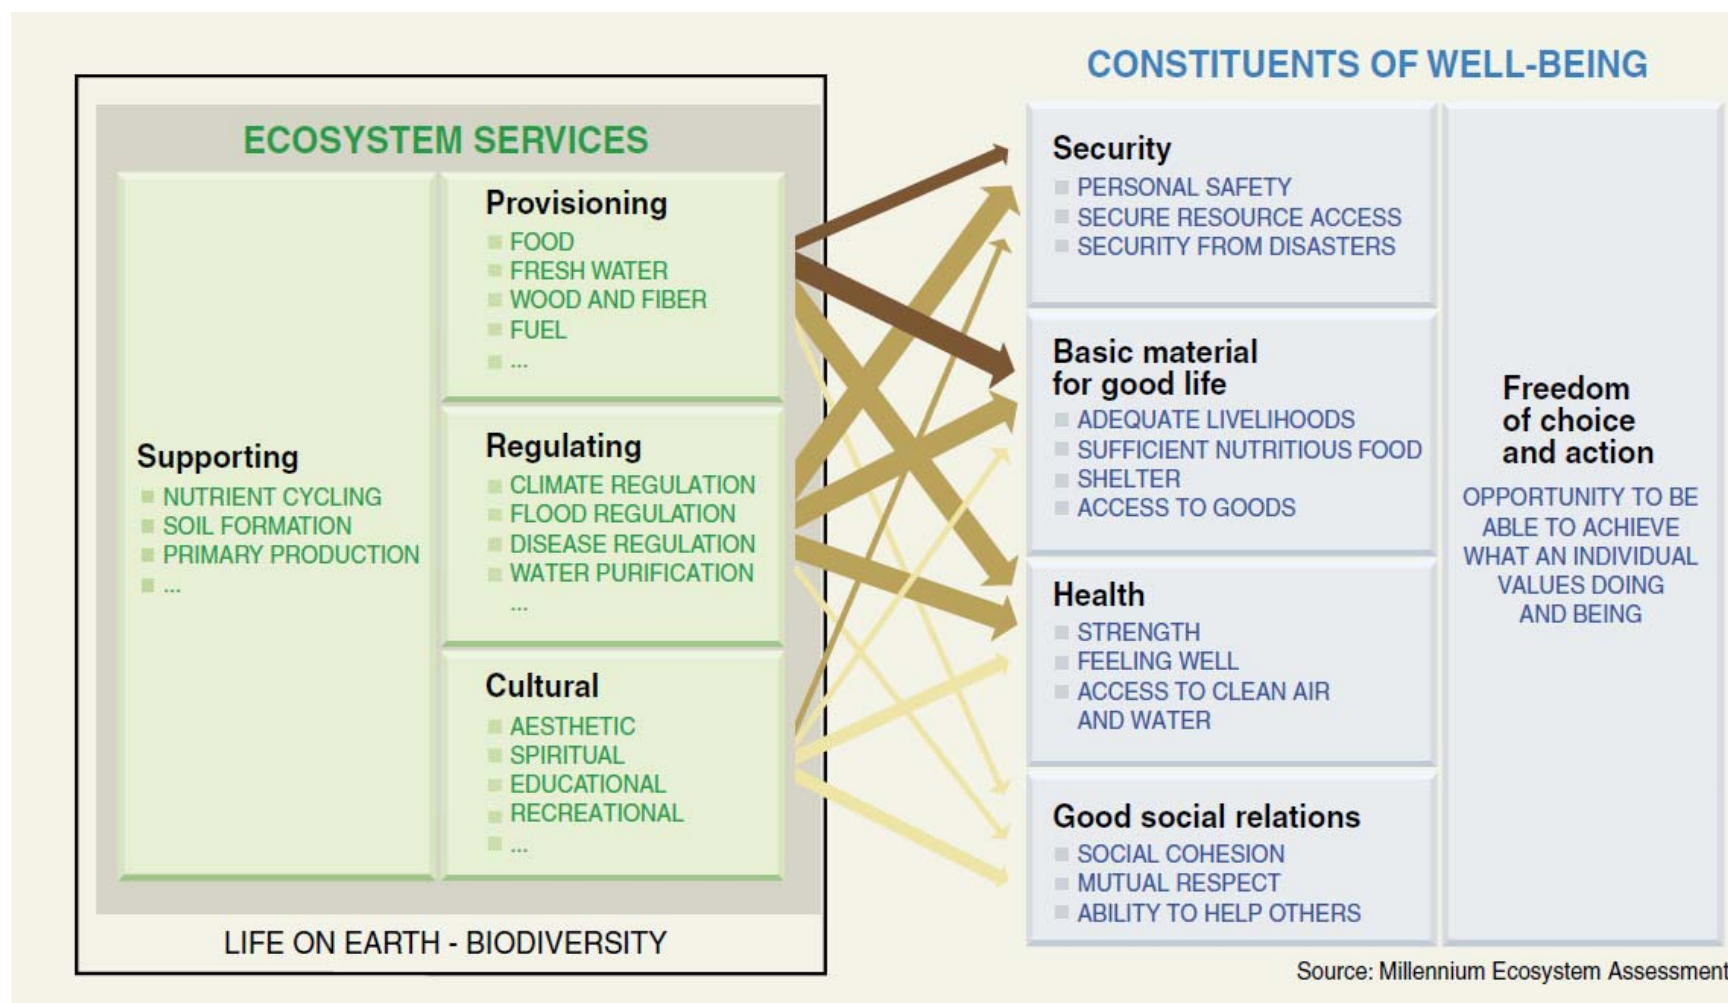 CONSTITUENTS OF WELL-BEING
ECOSYSTEM SERVICES
Supporting
NUTRIENT CYCLING
SOIL FORMATION
PRIMARY PRODUCTION
...
Provisioning
FOOD
FRESH WATER
WOOD AND FIBER
FUEL
...
Regulating
CLIMATE REGULATION
FLOOD REGULATION
DISEASE REGULATION
WATER PURIFICATION
...
Cultural
AESTHETIC
SPIRITUAL
EDUCATIONAL
RECREATIONAL
...
LIFE ON EARTH - BIODIVERSITY
Security
PERSONAL SAFETY
SECURE RESOURCE ACCESS
SECURITY FROM DISASTERS
Basic material
for good life
ADEQUATE LIVELIHOODS
SUFFICIENT NUTRITIOUS FOOD
SHELTER
ACCESS TO GOODS
Health
STRENGTH
FEELING WELL
ACCESS TO CLEAN AIR
AND WATER
Good social relations
SOCIAL COHESION
MUTUAL RESPECT
ABILITY TO HELP OTHERS
Freedom
of choice
and action
OPPORTUNITY TO BE
ABLE TO ACHIEVE
WHAT AN INDIVIDUAL
VALUES DOING
AND BEING
Source: Millennium Ecosystem Assessment